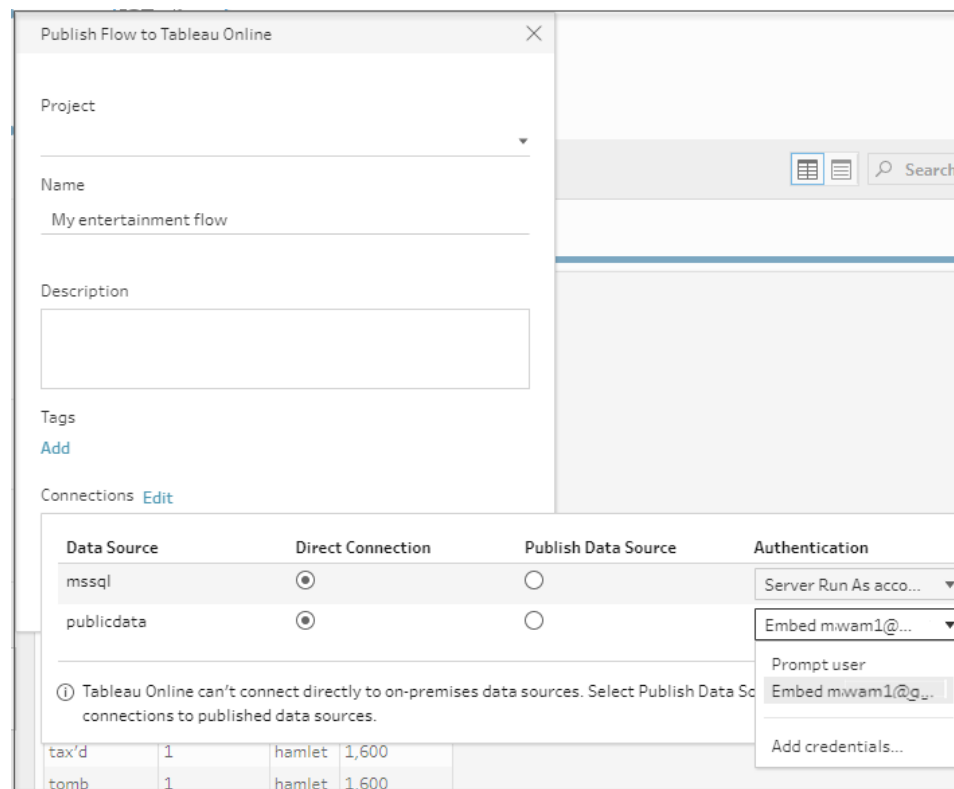 Publish Flow to Tableau Online
Project
Name
My entertainment flow
Search
Description
Tags
Add
Connections Edit
Data Source Direct Connection Publish Data Source Authentication
mssql Server Run As acco...
publicdata Embed m.wam1@...
Prompt user
Embed m.wam1@g...
Add credentials...
Tableau Online can't connect directly to on-premises data sources. Select Publish Data
connections to published data sources.
tax'd 1 hamlet 1,600
tomb 1 hamlet 1,600